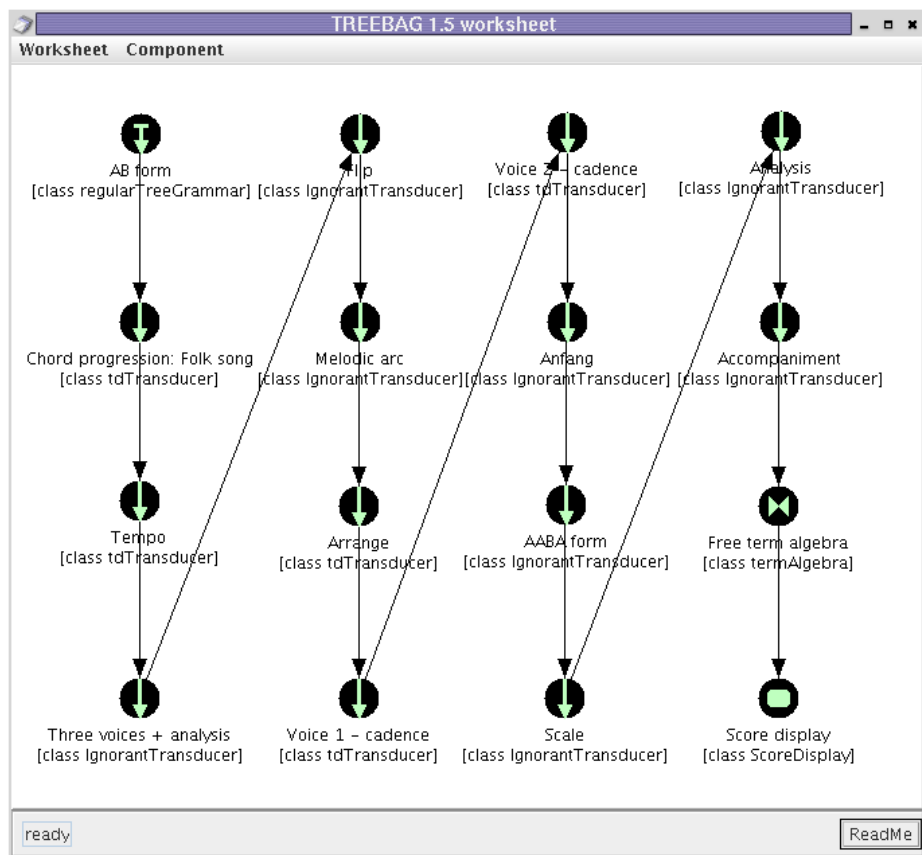 TREEBAG 1.5 worksheet
Worksheet Component
AB form
[class regularTreeGrammar]
Chord progression: Folk song
[class tdTransducer]
Tempo
[class tdTransducer]
Three voices + analysis
[class IgnorantTransducer]
Flip
[class IgnorantTransducer]
Melodic arc
[class IgnorantTransducer]
Arrange
[class tdTransducer]
Voice 1 – cadence
[class tdTransducer]
Voice 2 – cadence
[class tdTransducer]
Anfang
[class IgnorantTransducer]
AABA form
[class IgnorantTransducer]
Scale
[class IgnorantTransducer]
Analysis
[class IgnorantTransducer]
Accompaniment
[class IgnorantTransducer]
Free term algebra
[class termAlgebra]
Score display
[class ScoreDisplay]
ready
ReadMe